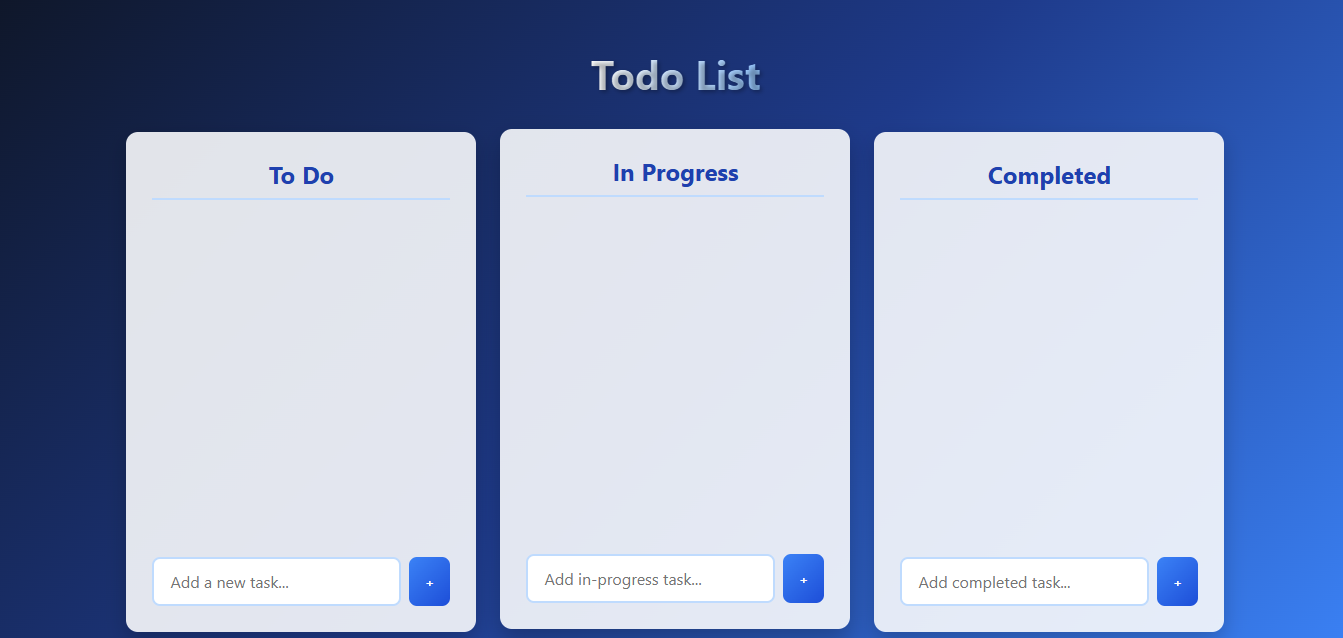 Todo List
To Do
In Progress
Completed
Add a new task...
+
Add in-progress task...
+
Add completed task...
+